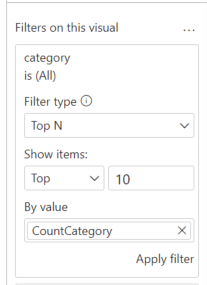 Filters on this visual ...
category
is (All)
Filter type
Top N
Show items:
Top 10
By value
CountCategory
Apply filter